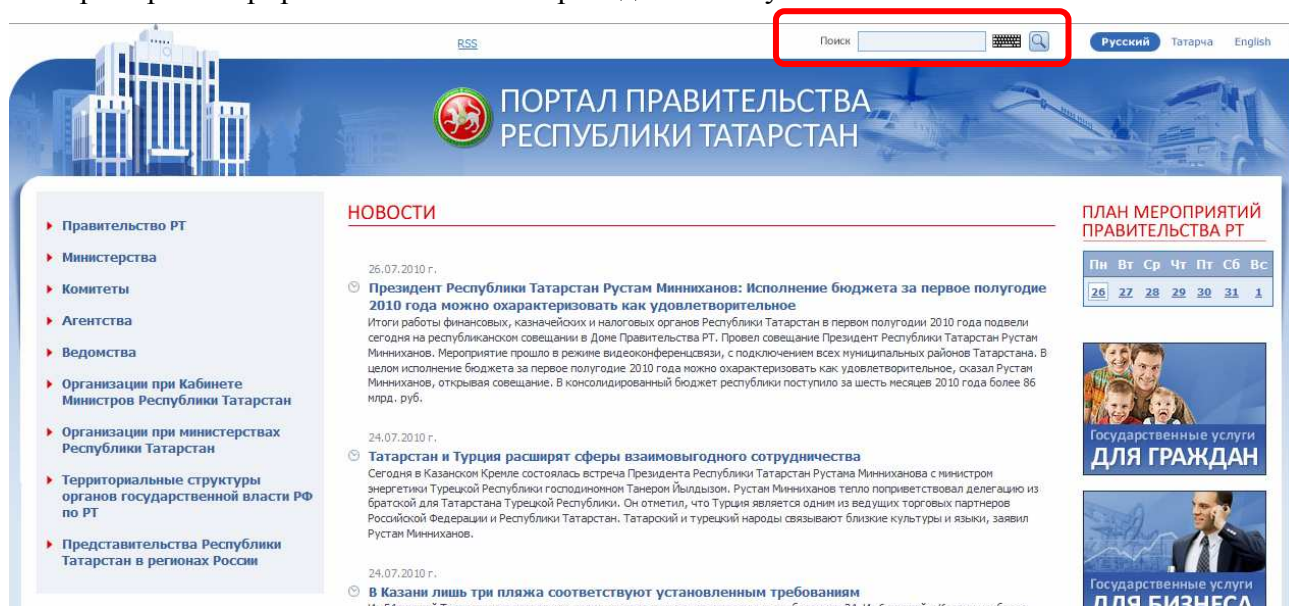 RSS
Поиск
Русский Татарча English
ПОРТАЛ ПРАВИТЕЛЬСТВА
РЕСПУБЛИКИ ТАТАРСТАН
Правительство РТ
Министерства
Комитеты
Агентства
Ведомства
Организации при Кабинете
Министров Республики Татарстан
Организации при министерствах
Республики Татарстан
Территориальные структуры
органов государственной власти РФ
по РТ
Представительства Республики
Татарстан в регионах России
НОВОСТИ
26.07.2010 г.
Президент Республики Татарстан Рустам Минниханов: Исполнение бюджета за первое полугодие
2010 года можно охарактеризовать как удовлетворительное
Итоги работы финансовых, казначейских и налоговых органов Республики Татарстан в первом полугодии 2010 года подвели
сегодня на республиканском совещании в Доме Правительства РТ. Провел совещание Президент Республики Татарстан Рустам
Минниханов. Мероприятие прошло в режиме видеоконференцсвязи, с подключением всех муниципальных районов Татарстана. В
целом исполнение бюджета за первое полугодие 2010 года можно охарактеризовать как удовлетворительное, сказал Рустам
Минниханов, открывая совещание. В консолидированный бюджет республики поступило за шесть месяцев 2010 года более 86
млрд. руб.
24.07.2010 г.
Татарстан и Турция расширят сферы взаимовыгодного сотрудничества
Сегодня в Казанском Кремле состоялась встреча Президента Республики Татарстан Рустама Минниханова с министром
энергетики Турецкой Республики господиномном Танером Йылдызом. Рустам Минниханов тепло поприветствовал делегацию из
братской для Татарстана Турецкой Республики. Он отметил, что Турция является одним из ведущих торговых партнеров
Российской Федерации и Республики Татарстан. Татарский и турецкий народы связывают близкие культуры и языки, заявил
Рустам Минниханов.
24.07.2010 г.
В Казани лишь три пляжа соответствуют установленным требованиям
ПЛАН МЕРОПРИЯТИЙ
ПРАВИТЕЛЬСТВА РТ
Пн Вт Ср Чт Пт Сб Вс
26 27 28 29 30 31 1
Государственные услуги
ДЛЯ ГРАЖДАН
Государственные услуги
ДЛЯ БИЗНЕСА